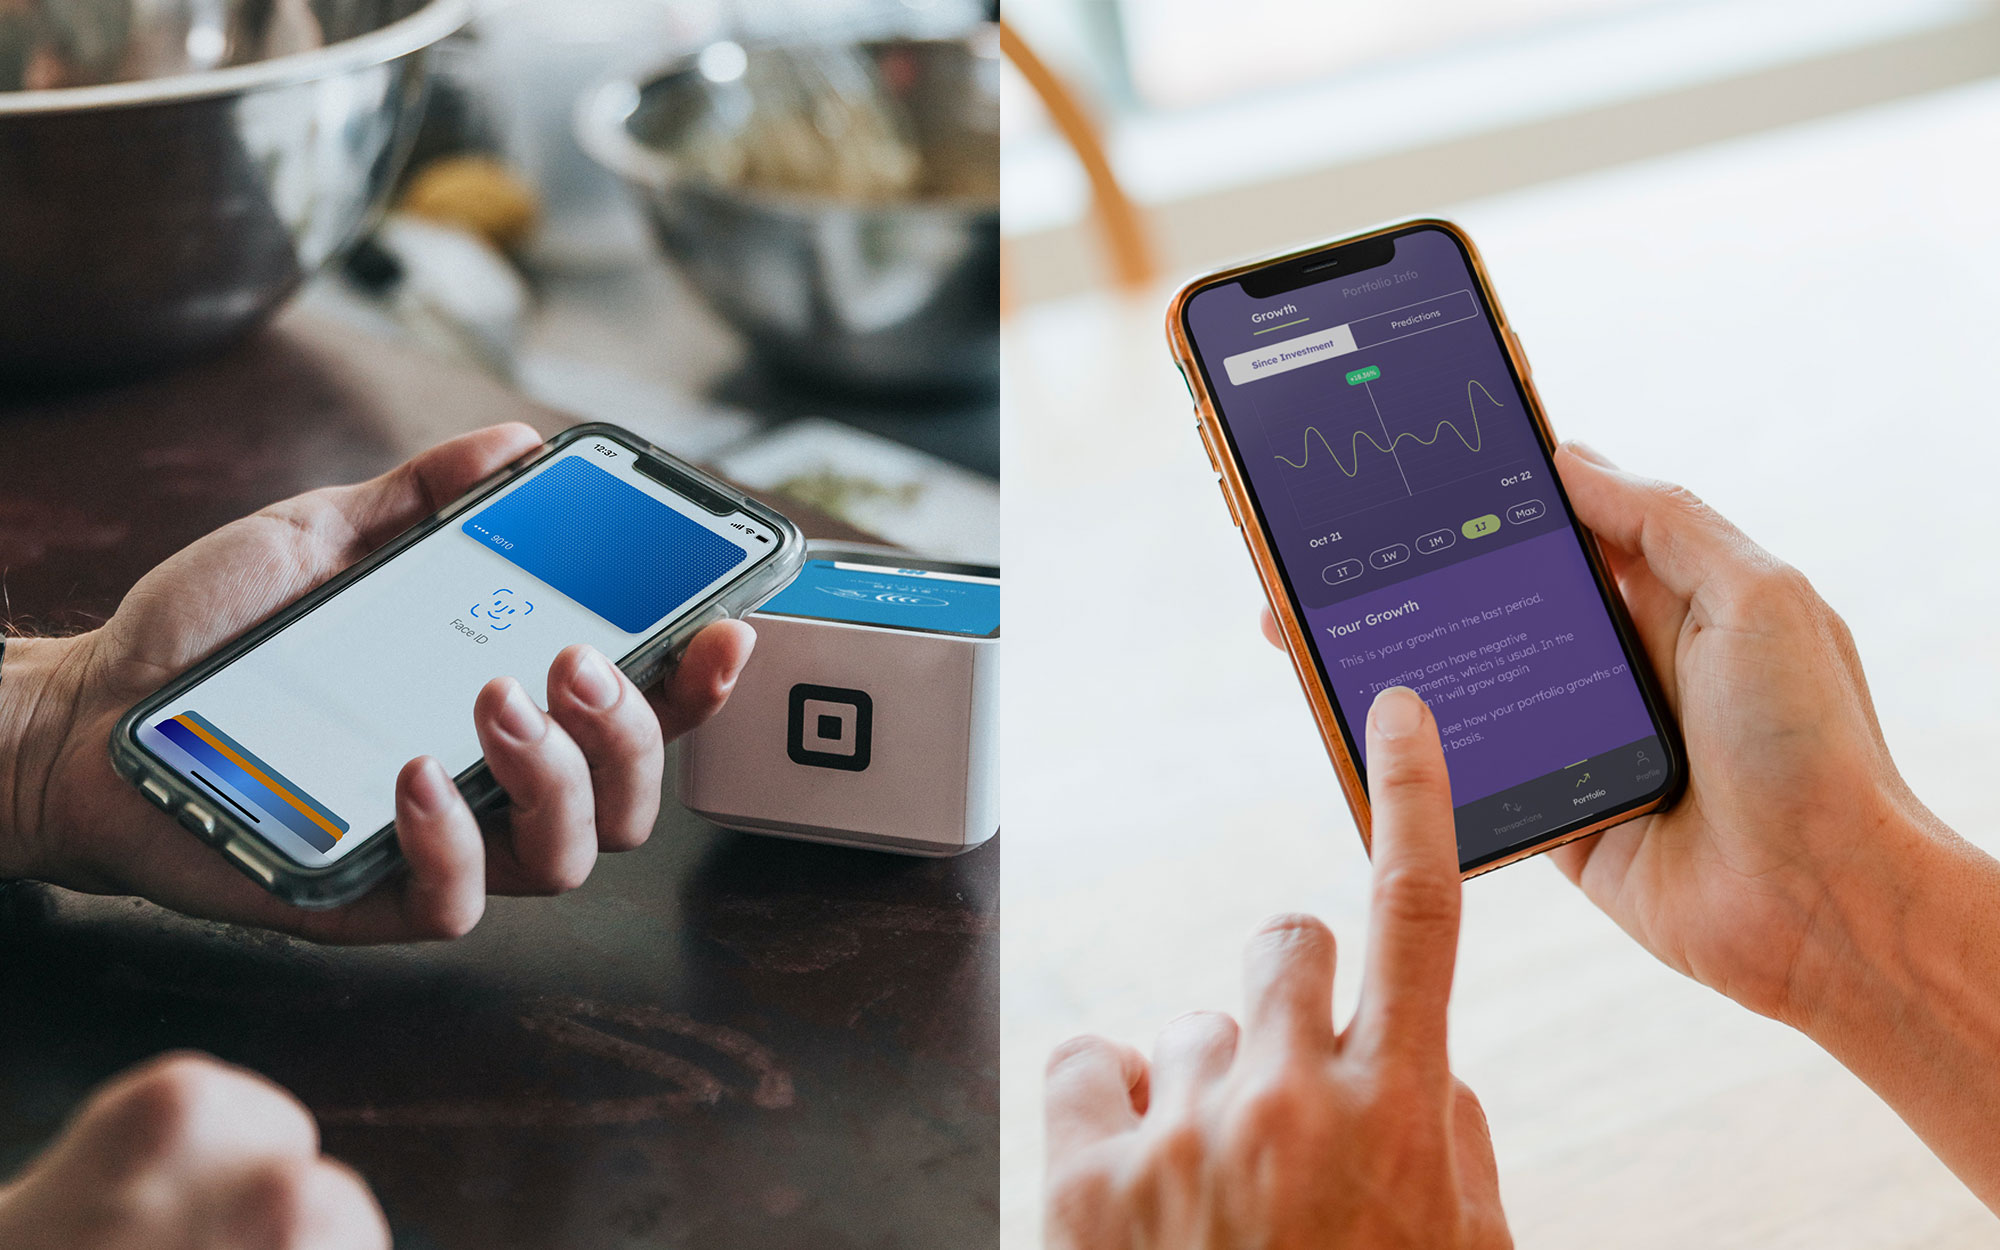 12:37
•••• 9010
Face ID
Growth
Portfolio Info
Since Investment
Predictions
+18.36%
Oct 21
Oct 22
1T
1W
1M
1J
Max
Your Growth
This is your growth in the last period.
• Investing can have negative
which is usual. In the
it will grow again
see how your portfolio growths on
basis.
Transactions
Portfolio
Profile